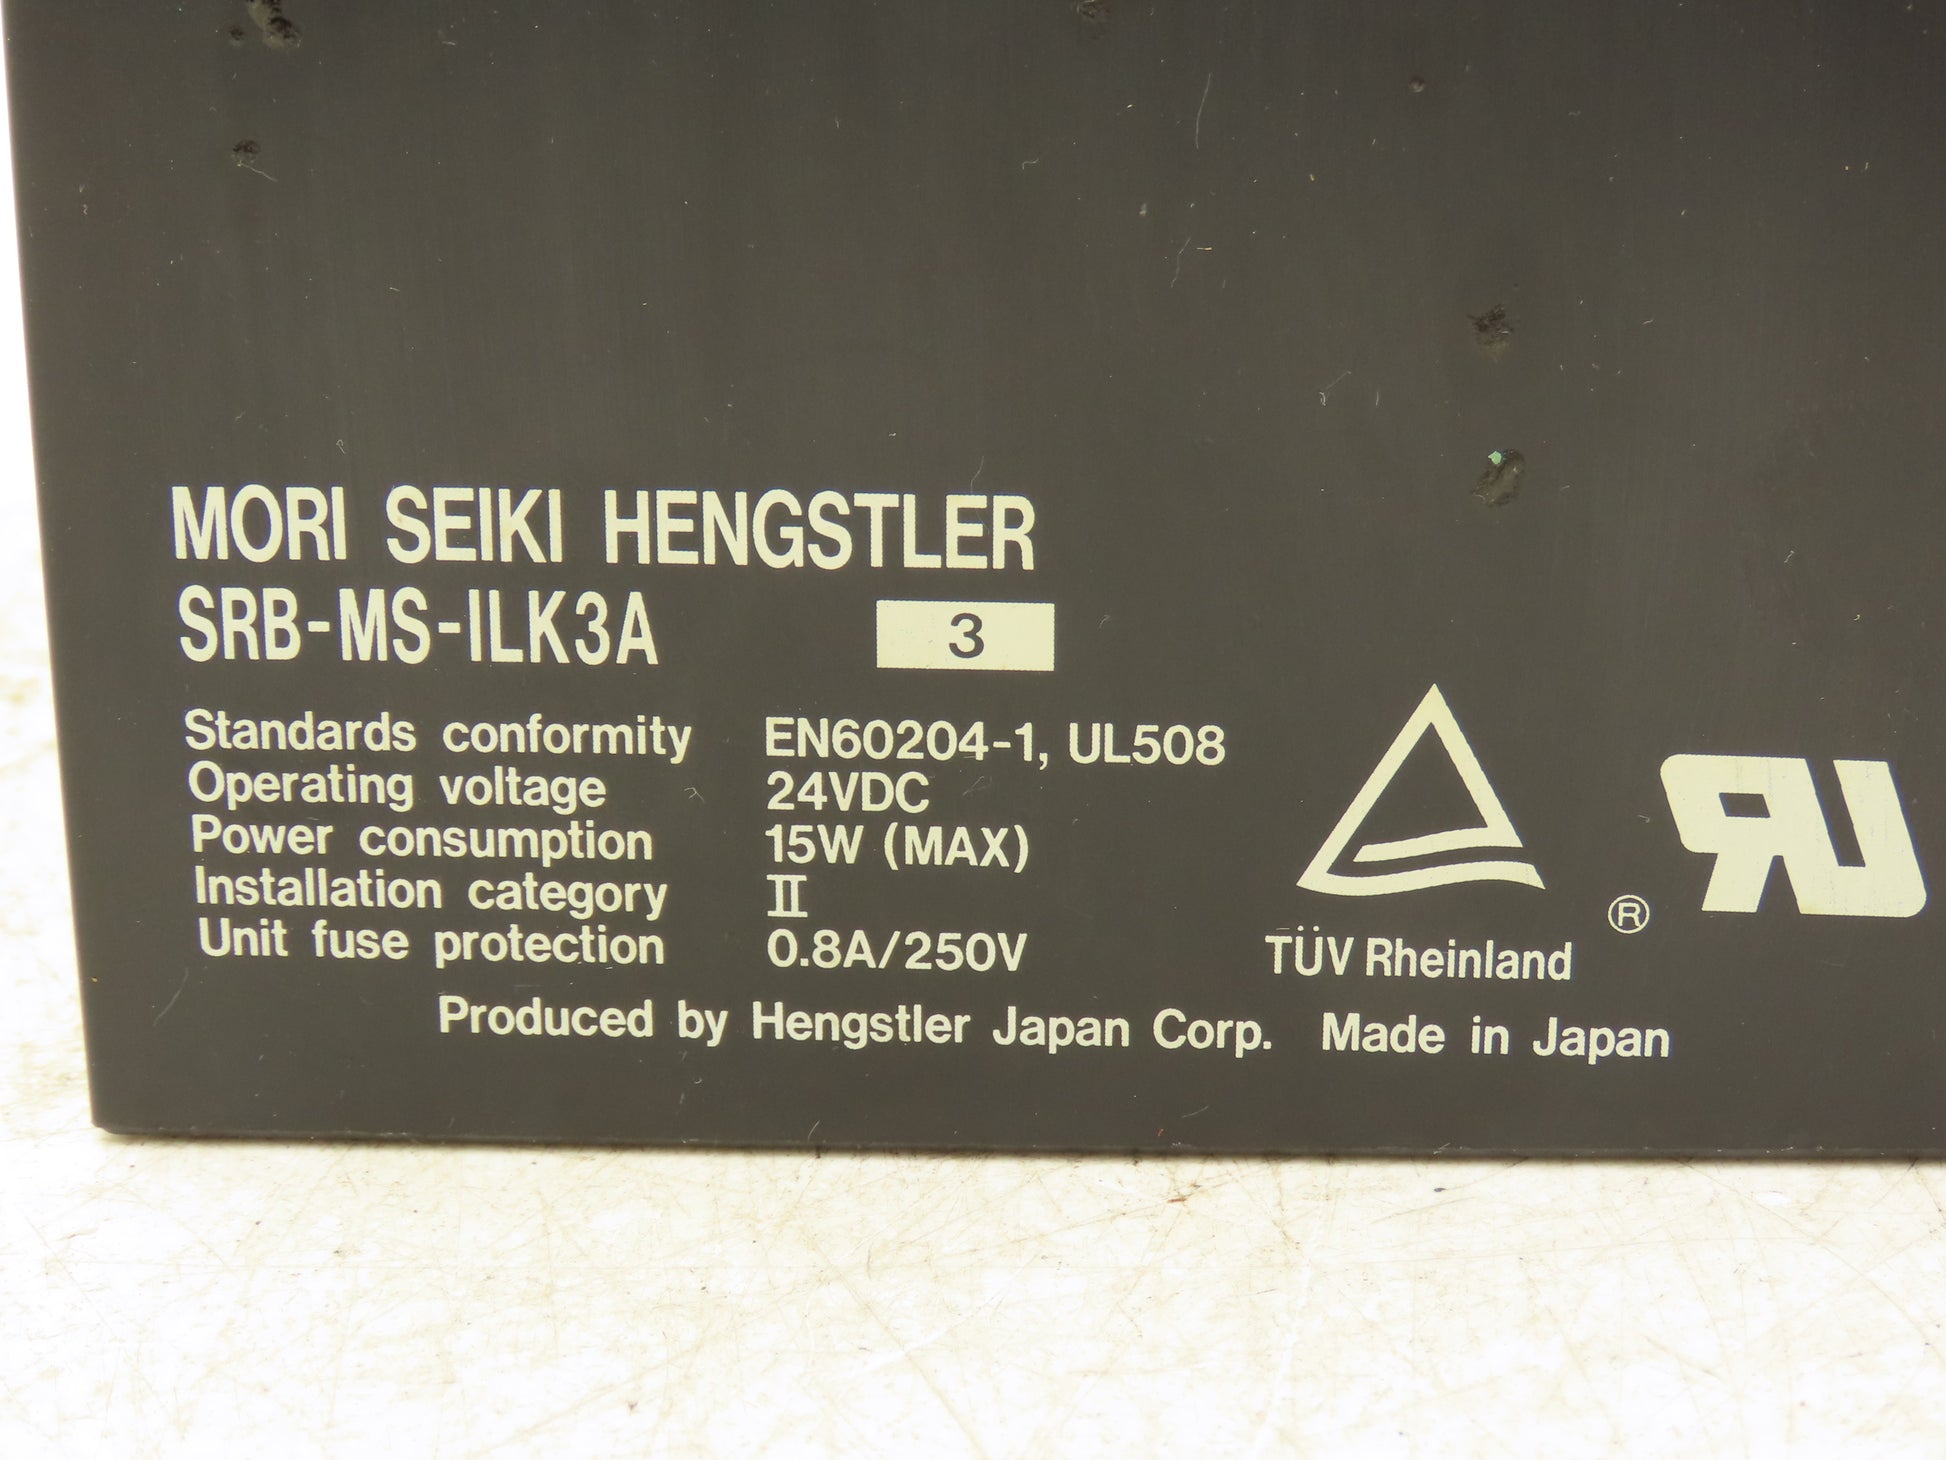 MORI SEIKI HENGSTLER
SRB-MS-ILK3A 3
Standards conformity EN60204-1, UL508
Operating voltage 24VDC
Power consumption 15W (MAX)
Installation category II
Unit fuse protection 0.8A/250V
TÜV Rheinland ®
RU
Produced by Hengstler Japan Corp. Made in Japan